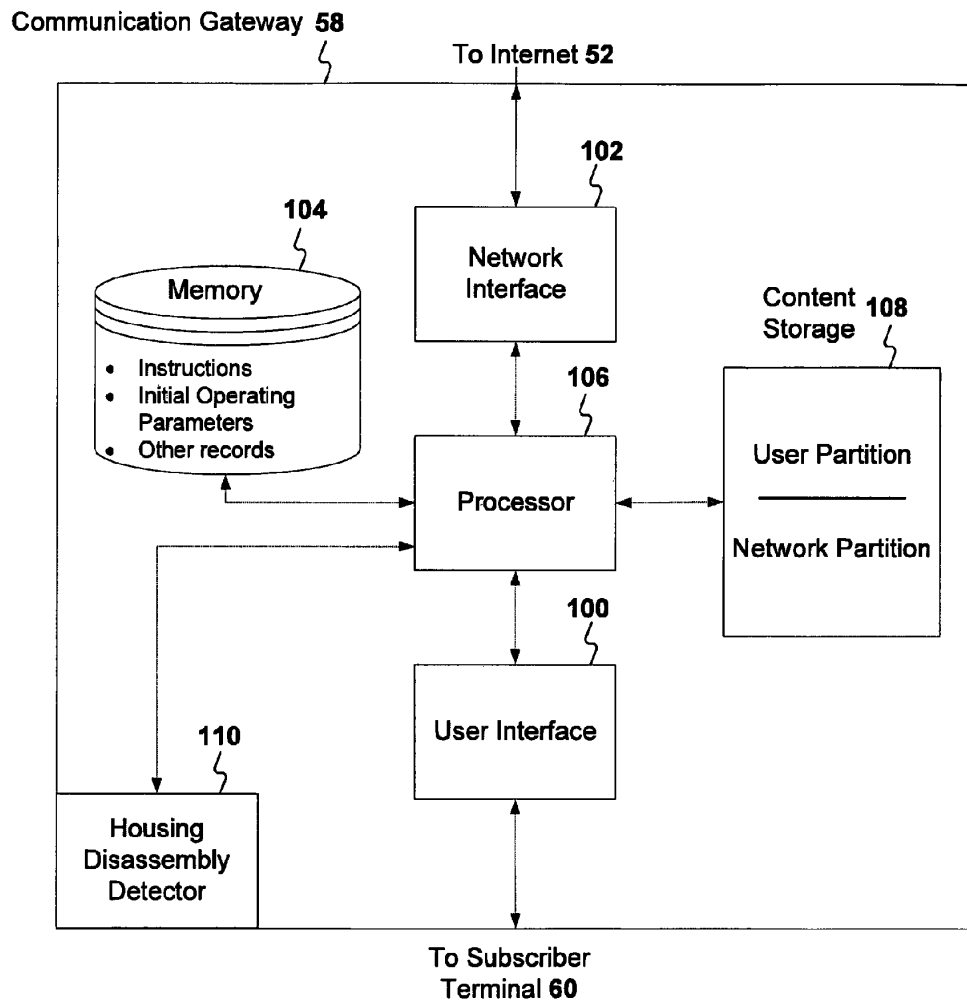 Communication Gateway 58
To Internet 52
102
104
Network
Interface
Memory
Content
Storage 108
• Instructions
• Initial Operating
Parameters
• Other records
106
User Partition
Processor
Network Partition
100
User Interface
110
Housing
Disassembly
Detector
To Subscriber
Terminal 60